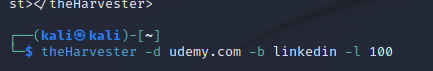 st></theHarvester>
┌──(kali㉿kali)-[~]
└─$ theHarvester -d udemy.com -b linkedin -l 100